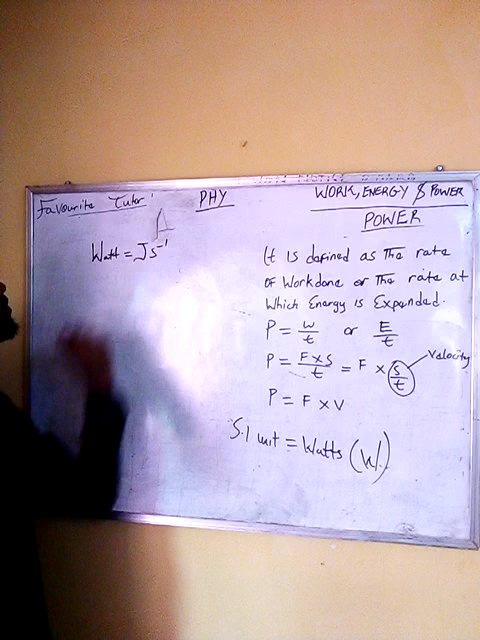 Favourite Tutor PHY WORK, ENERGY & POWER
POWER
Watt = Js⁻¹
It is defined as the rate
of Workdone or the rate at
Which Energy is Expended.
P = w/t or E/t
P = F x s/t = F x s/t Velocity
P = F x V
S.I unit = Watts (W)